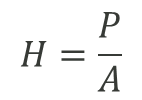 H = P/A